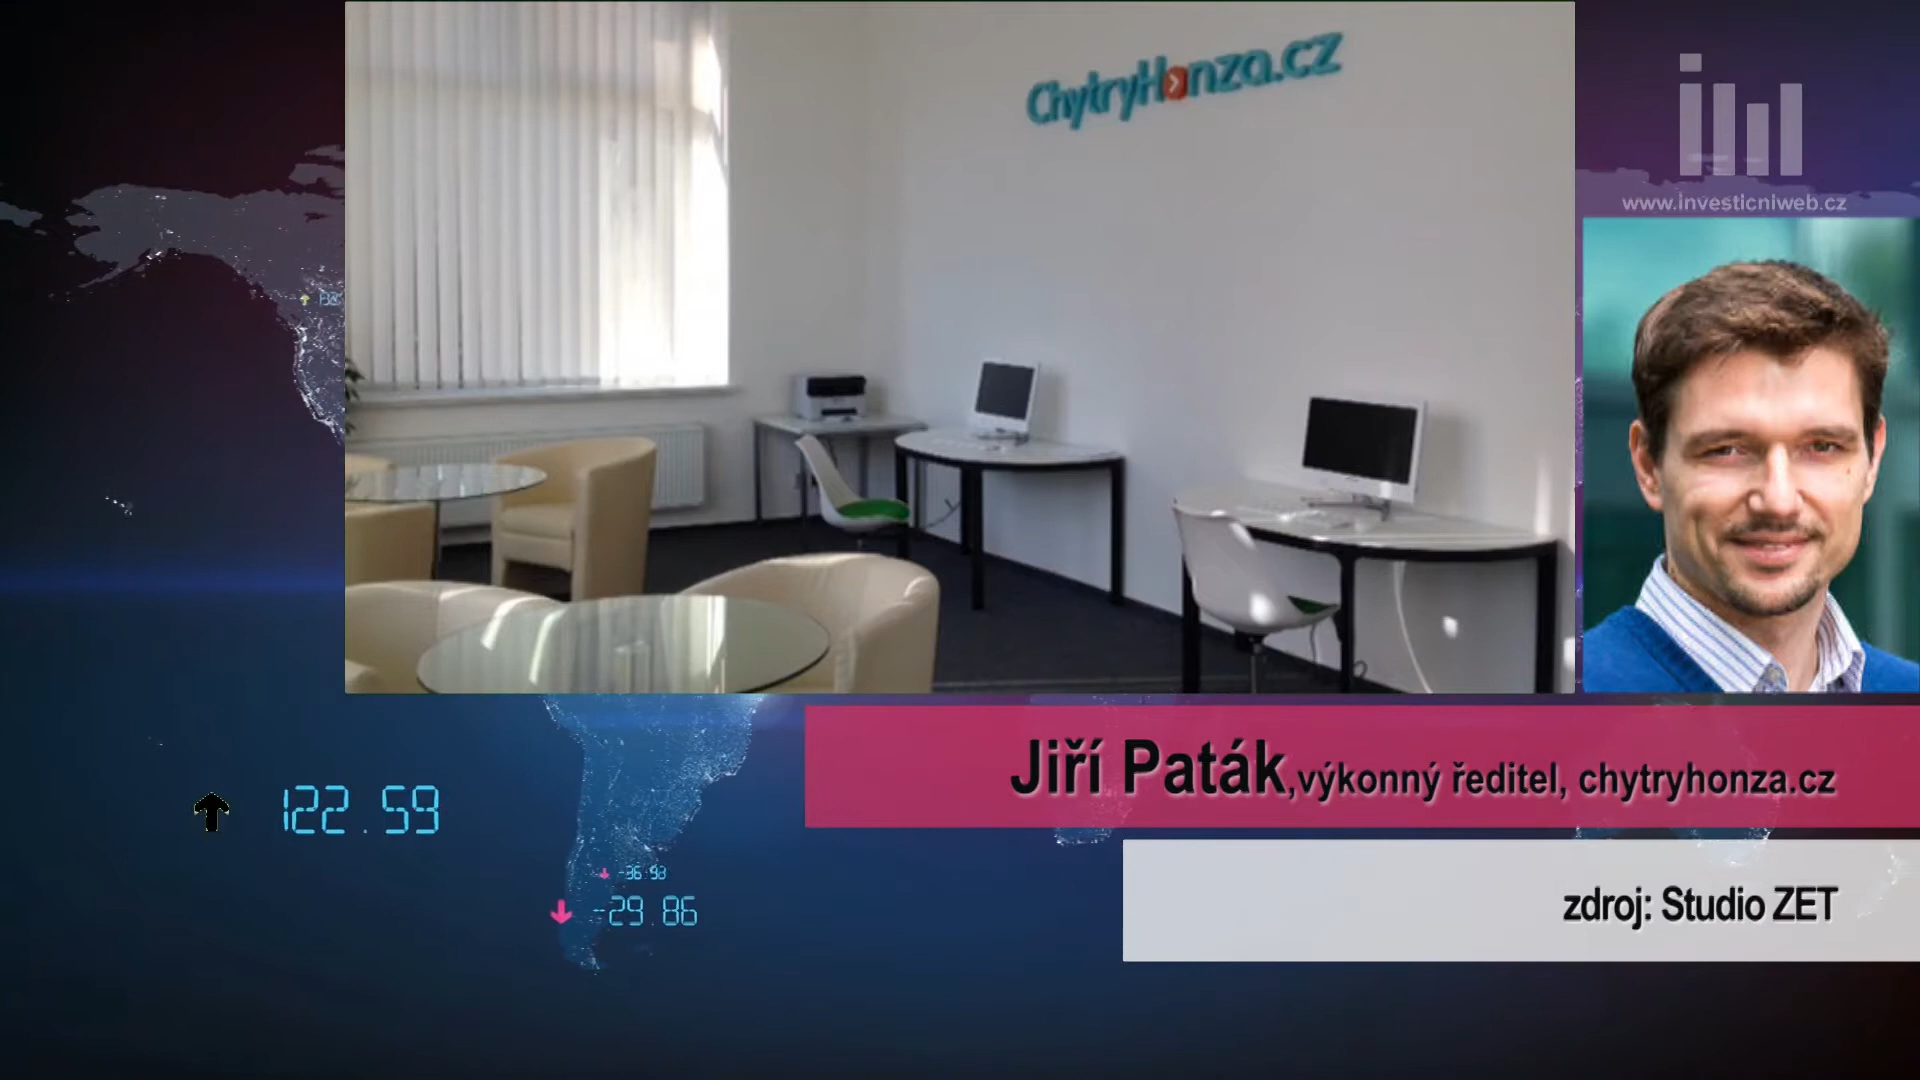 ChytryHonza.cz
www.investicniweb.cz
Jiří Paták,výkonný ředitel, chytryhonza.cz
122.59
-36.93
-29.86
zdroj: Studio ZET